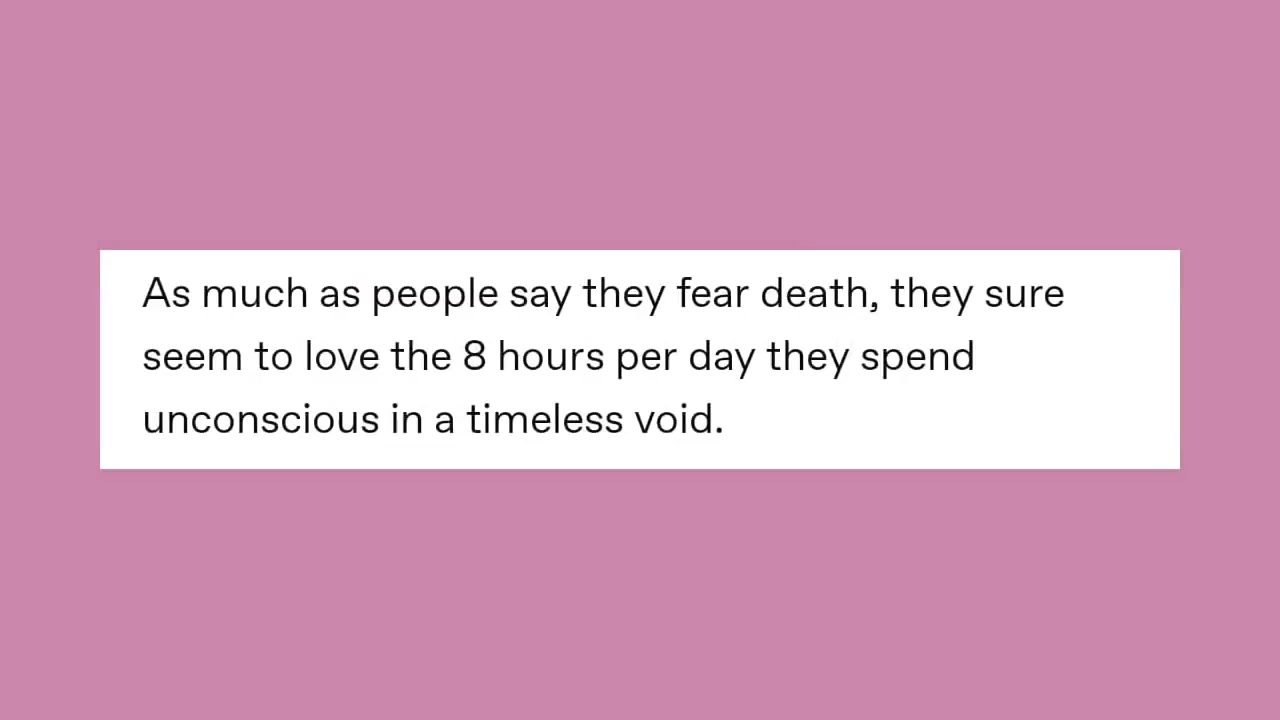 As much as people say they fear death, they sure
seem to love the 8 hours per day they spend
unconscious in a timeless void.